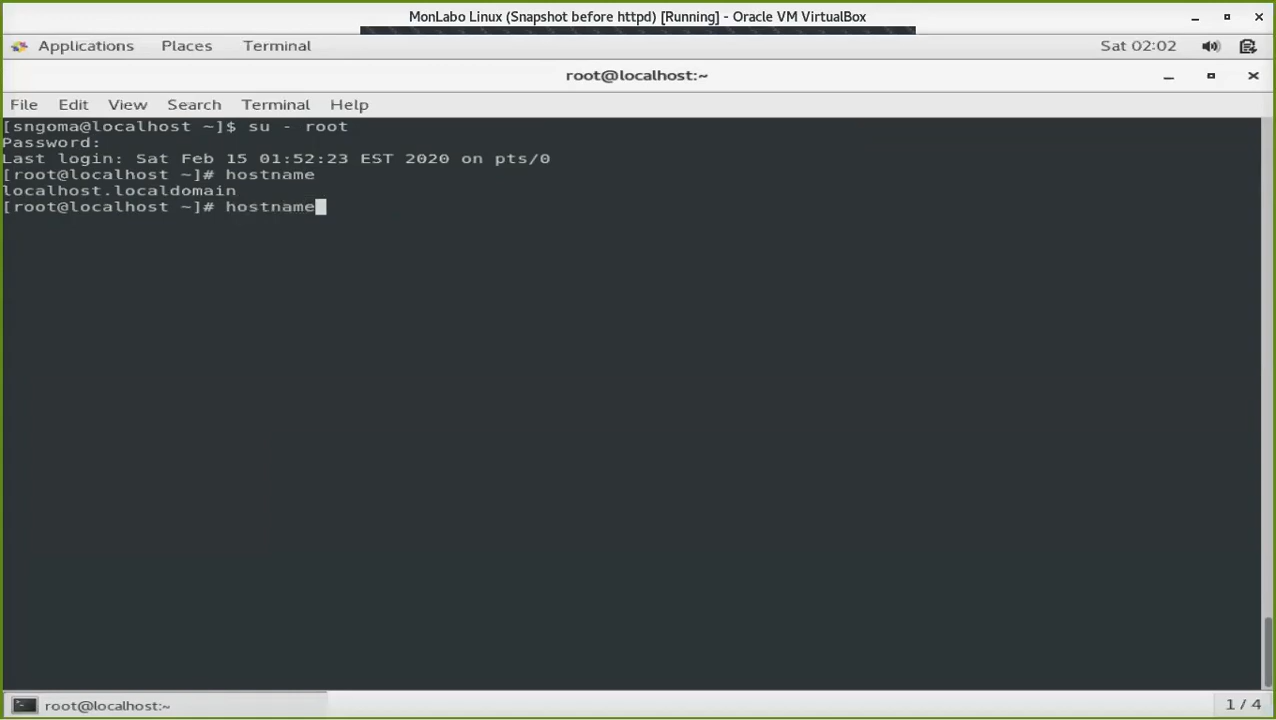 MonLabo Linux (Snapshot before httpd) [Running] - Oracle VM VirtualBox
Applications Places Terminal Sat 02:02
root@localhost:~
File Edit View Search Terminal Help
[sngoma@localhost ~]$ su - root
Password:
Last login: Sat Feb 15 01:52:23 EST 2020 on pts/0
[root@localhost ~]# hostname
localhost.localdomain
[root@localhost ~]# hostname
root@localhost:~ 1 / 4